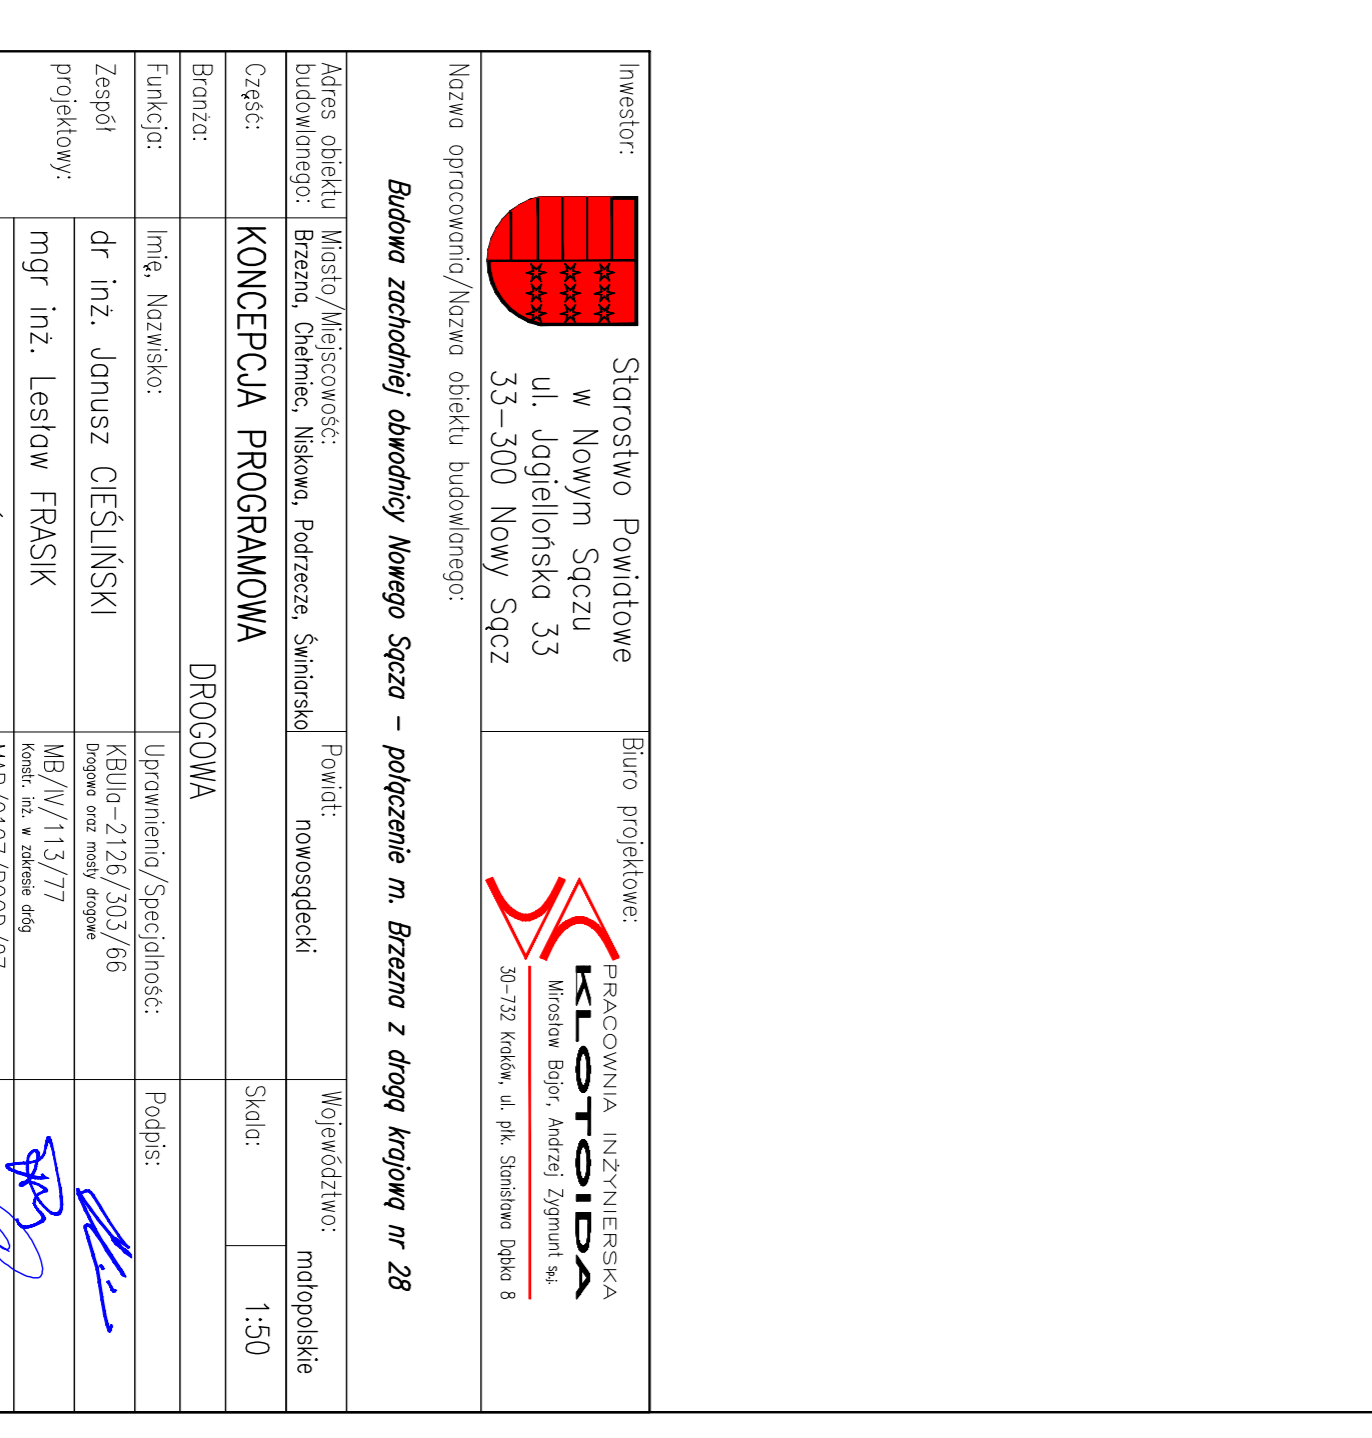 Inwestor:
Starostwo Powiatowe
w Nowym Sączu
ul. Jagiellońska 33
33-300 Nowy Sącz
Biuro projektowe:
PRACOWNIA INŻYNIERSKA
KLOTOIDA
Mirosław Bajor, Andrzej Zygmunt sp.j.
30-732 Kraków, ul. płk. Stanisława Dąbka 8
Nazwa opracowania/Nazwa obiektu budowlanego:
Budowa zachodniej obwodnicy Nowego Sącza - połączenie m. Brzezna z drogą krajową nr 28
Adres obiektu
budowlanego:
Miasto/Miejscowość:
Brzezna, Chełmiec, Niskowa, Podrzecze, Świniarsko
Powiat:
nowosądecki
Województwo:
małopolskie
Część:
KONCEPCJA PROGRAMOWA
Skala:
1:50
Branża:
DROGOWA
Funkcja:
Imię, Nazwisko:
Uprawnienia/Specjalność:
Podpis:
Zespół
projektowy:
dr inż. Janusz CIEŚLIŃSKI
KBUIa-2126/303/66
Drogowa oraz mosty drogowe
mgr inż. Lesław FRASIK
MB/IV/113/77
Konstr. inż. w zakresie dróg